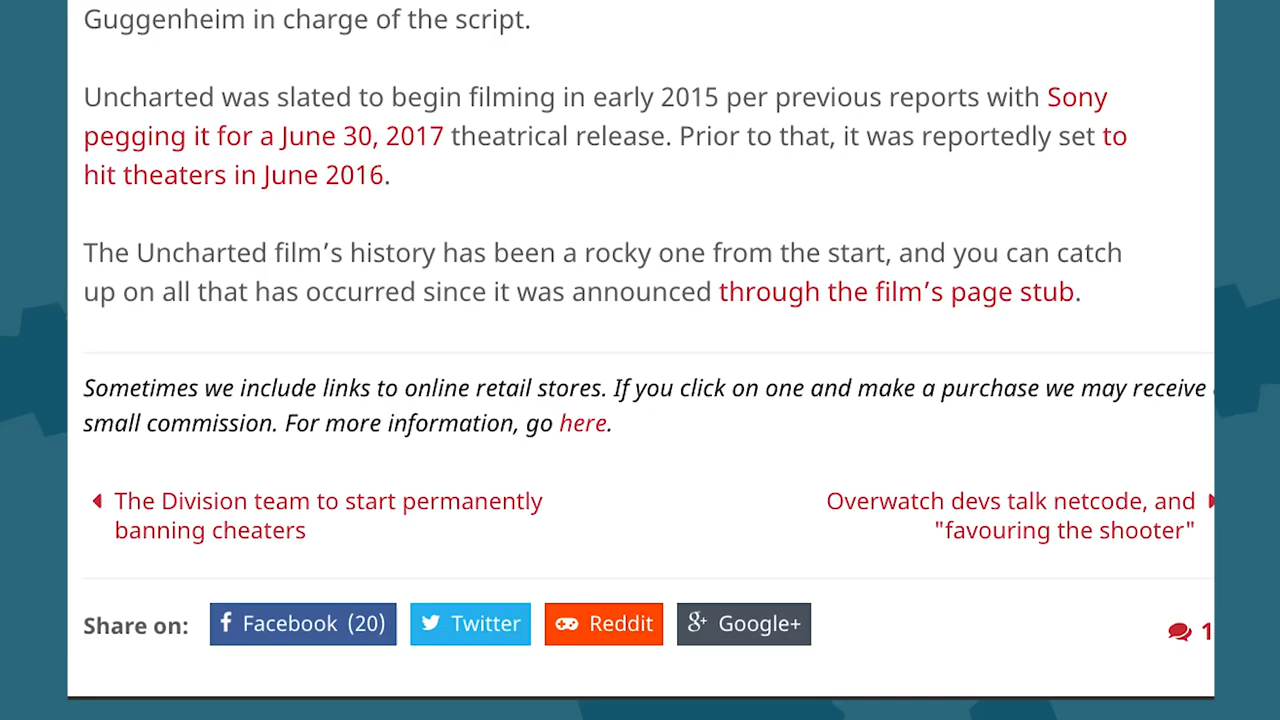 Guggenheim in charge of the script.
Uncharted was slated to begin filming in early 2015 per previous reports with Sony
pegging it for a June 30, 2017 theatrical release. Prior to that, it was reportedly set to
hit theaters in June 2016.
The Uncharted film’s history has been a rocky one from the start, and you can catch
up on all that has occurred since it was announced through the film’s page stub.
Sometimes we include links to online retail stores. If you click on one and make a purchase we may receive
small commission. For more information, go here.
The Division team to start permanently
banning cheaters
Overwatch devs talk netcode, and
"favouring the shooter"
Share on: Facebook (20) Twitter Reddit Google+ 1